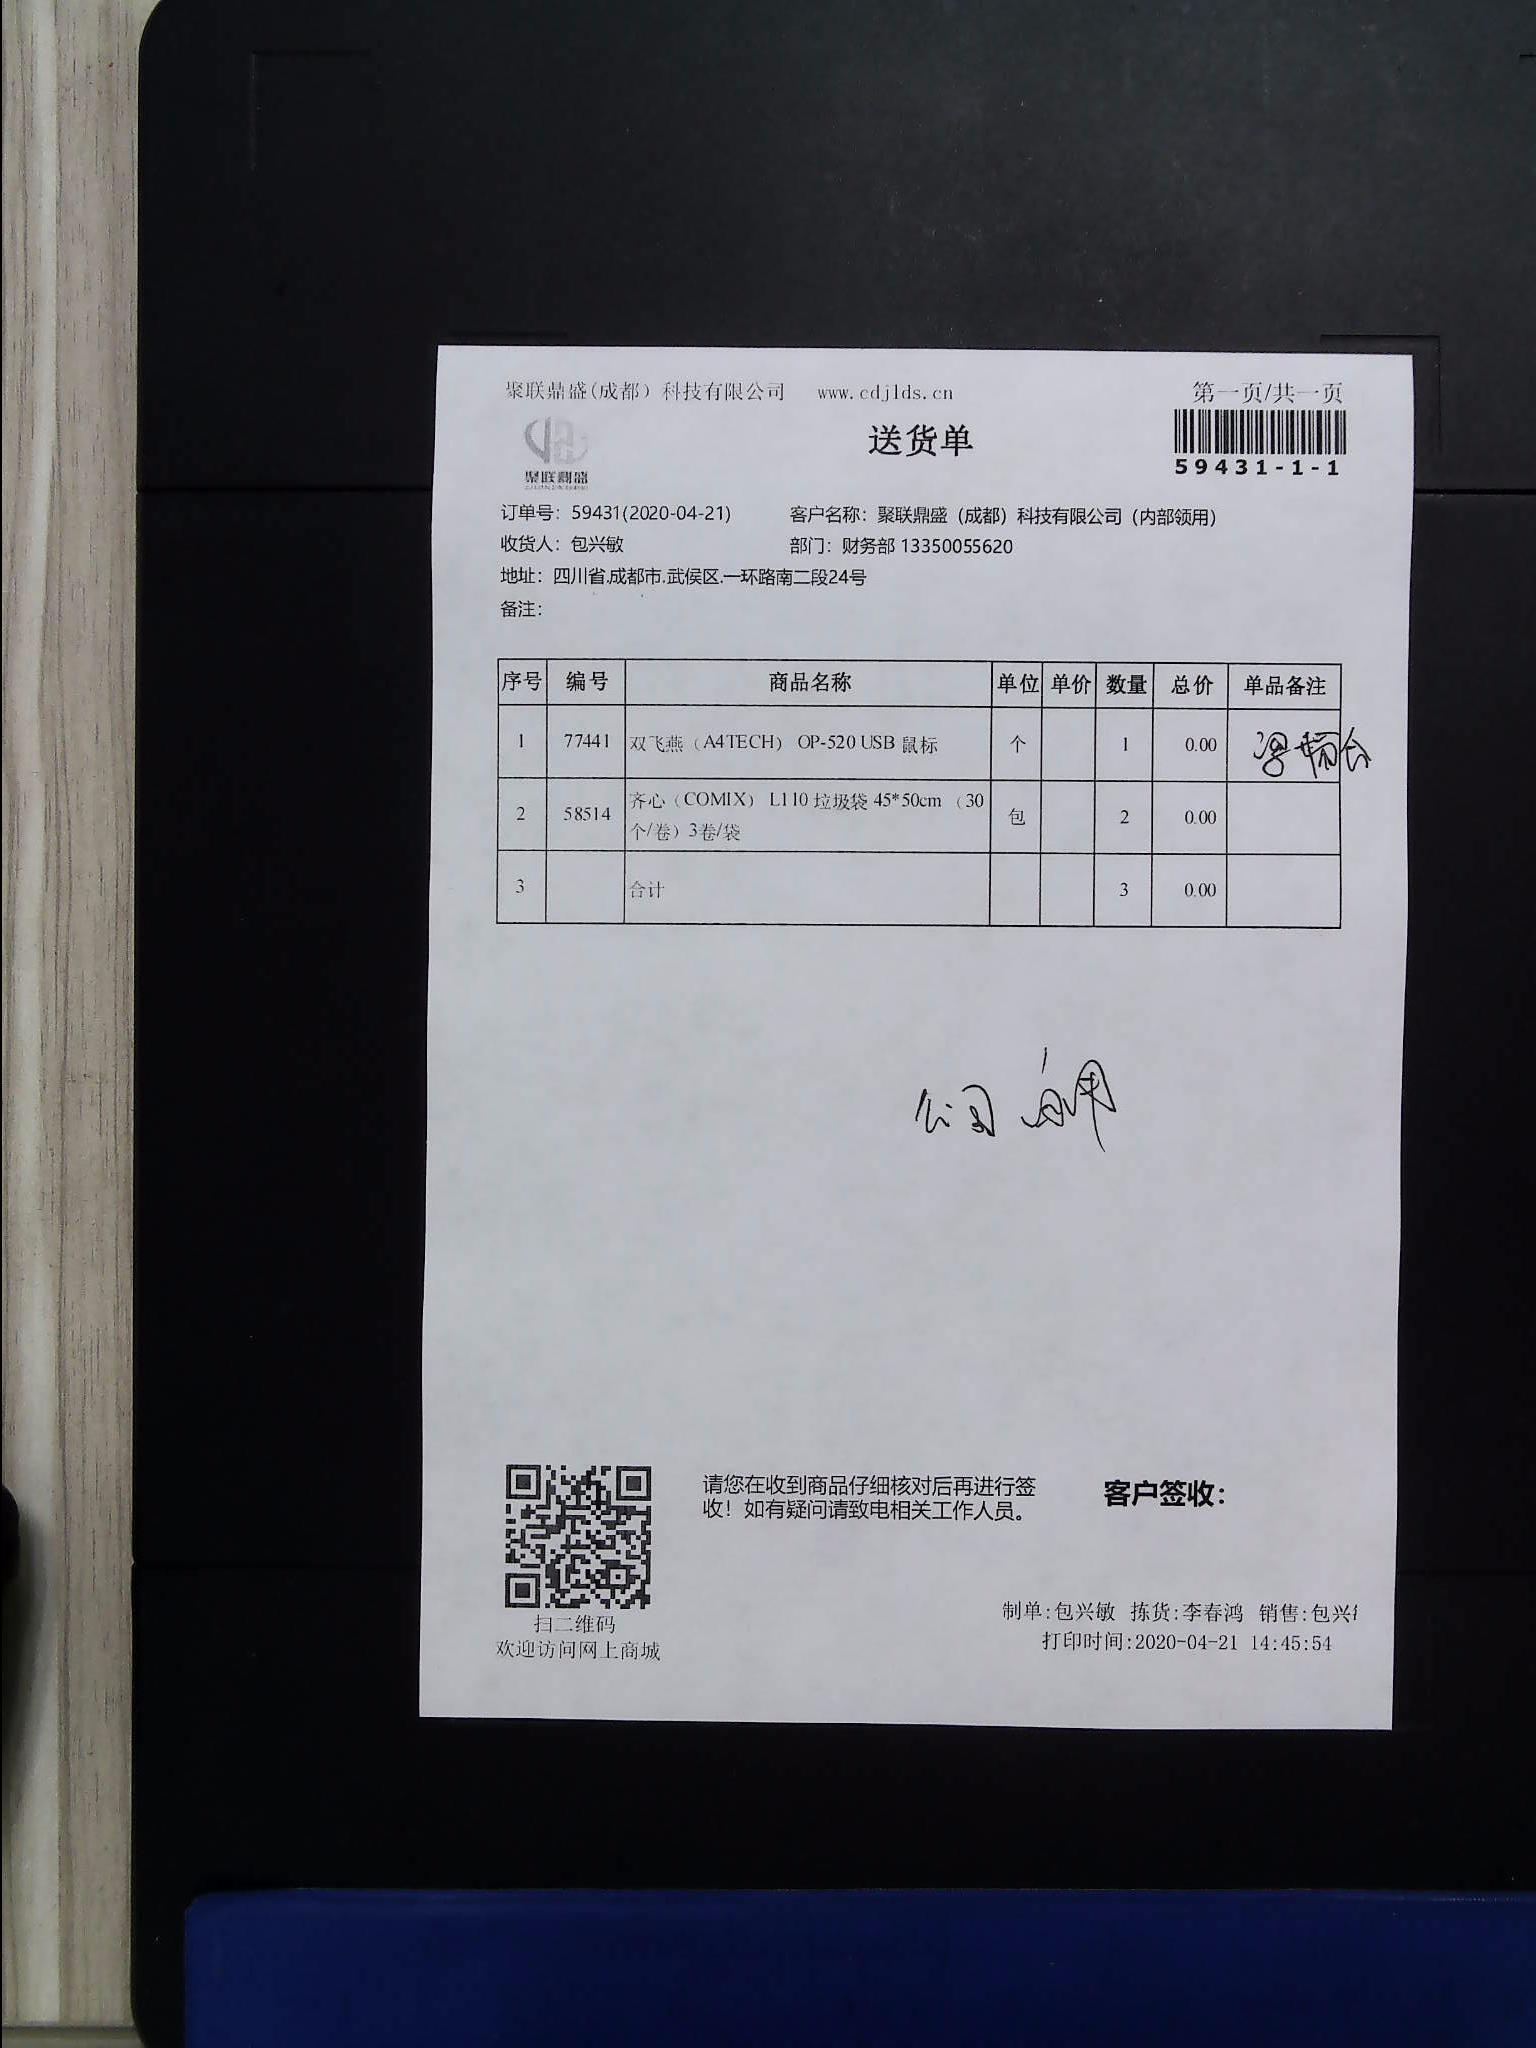 聚联鼎盛(成都)科技有限公司 www.cdjlds.cn
第一页/共一页
聚联鼎盛
送货单
59431-1-1
订单号：59431(2020-04-21) 客户名称：聚联鼎盛（成都）科技有限公司（内部领用）
收货人：包兴敏 部门：财务部 13350055620
地址：四川省.成都市.武侯区.一环路南二段24号
备注：
序号 编号 商品名称 单位 单价 数量 总价 单品备注
1 77441 双飞燕（A4TECH） OP-520 USB 鼠标 个 1 0.00
2 58514 齐心（COMIX） L110 垃圾袋 45*50cm （30
个/卷）3卷/袋 包 2 0.00
3 合计 3 0.00
公司自用
请您在收到商品仔细核对后再进行签
收！如有疑问请致电相关工作人员。
客户签收：
扫二维码
欢迎访问网上商城
制单:包兴敏 拣货:李春鸿 销售:包兴
打印时间:2020-04-21 14:45:54